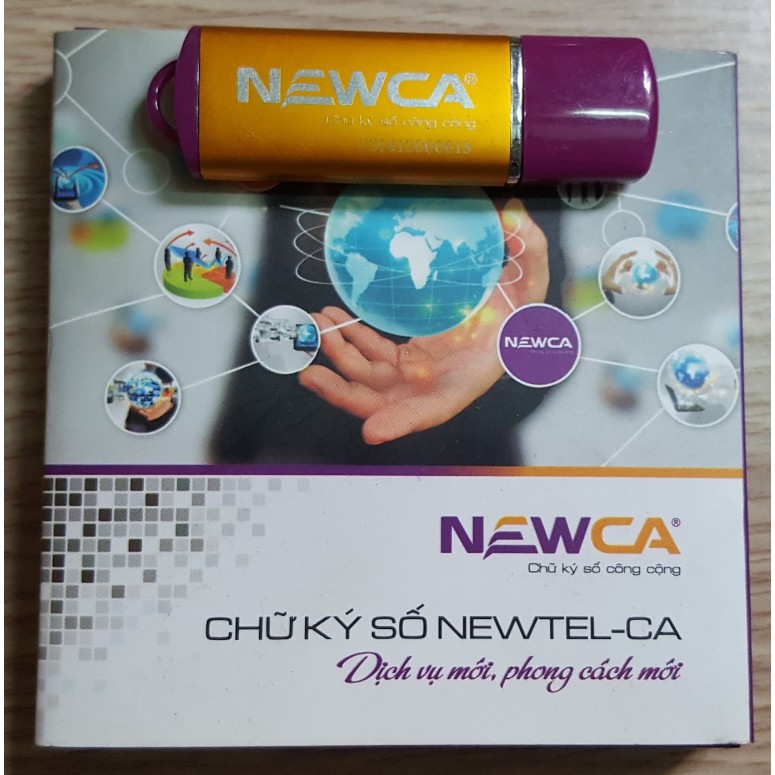 NEWCA®
Chữ ký số công cộng
NEWCA
NEWCA®
Chữ ký số công cộng
CHỮ KÝ SỐ NEWTEL-CA
Dịch vụ mới, phong cách mới